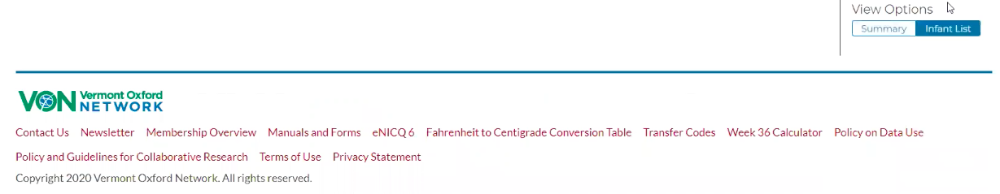 View Options
Summary Infant List
VON Vermont Oxford
NETWORK
Contact Us Newsletter Membership Overview Manuals and Forms eNICQ 6 Fahrenheit to Centigrade Conversion Table Transfer Codes Week 36 Calculator Policy on Data Use
Policy and Guidelines for Collaborative Research Terms of Use Privacy Statement
Copyright 2020 Vermont Oxford Network. All rights reserved.